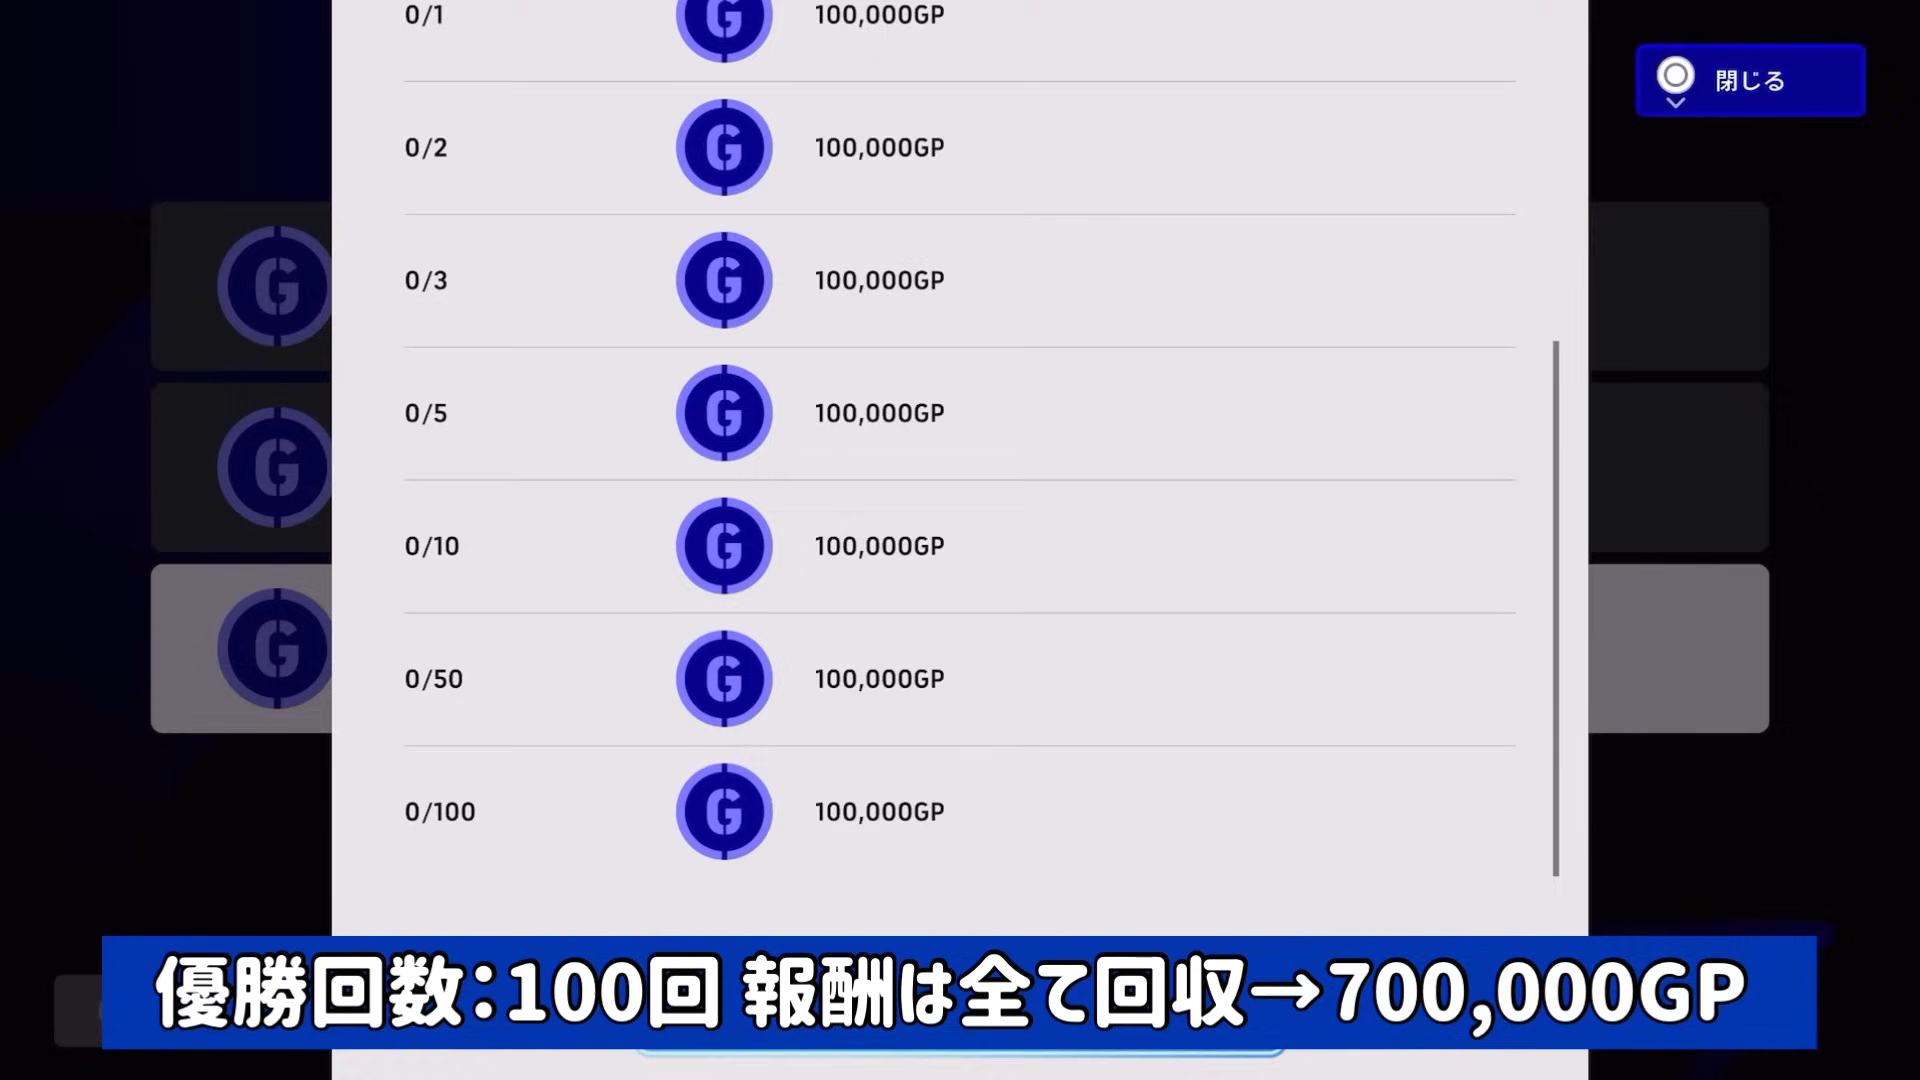 0/1 100,000GP
閉じる
0/2 100,000GP
0/3 100,000GP
0/5 100,000GP
0/10 100,000GP
0/50 100,000GP
0/100 100,000GP
優勝回数：100回 報酬は全て回収→700,000GP